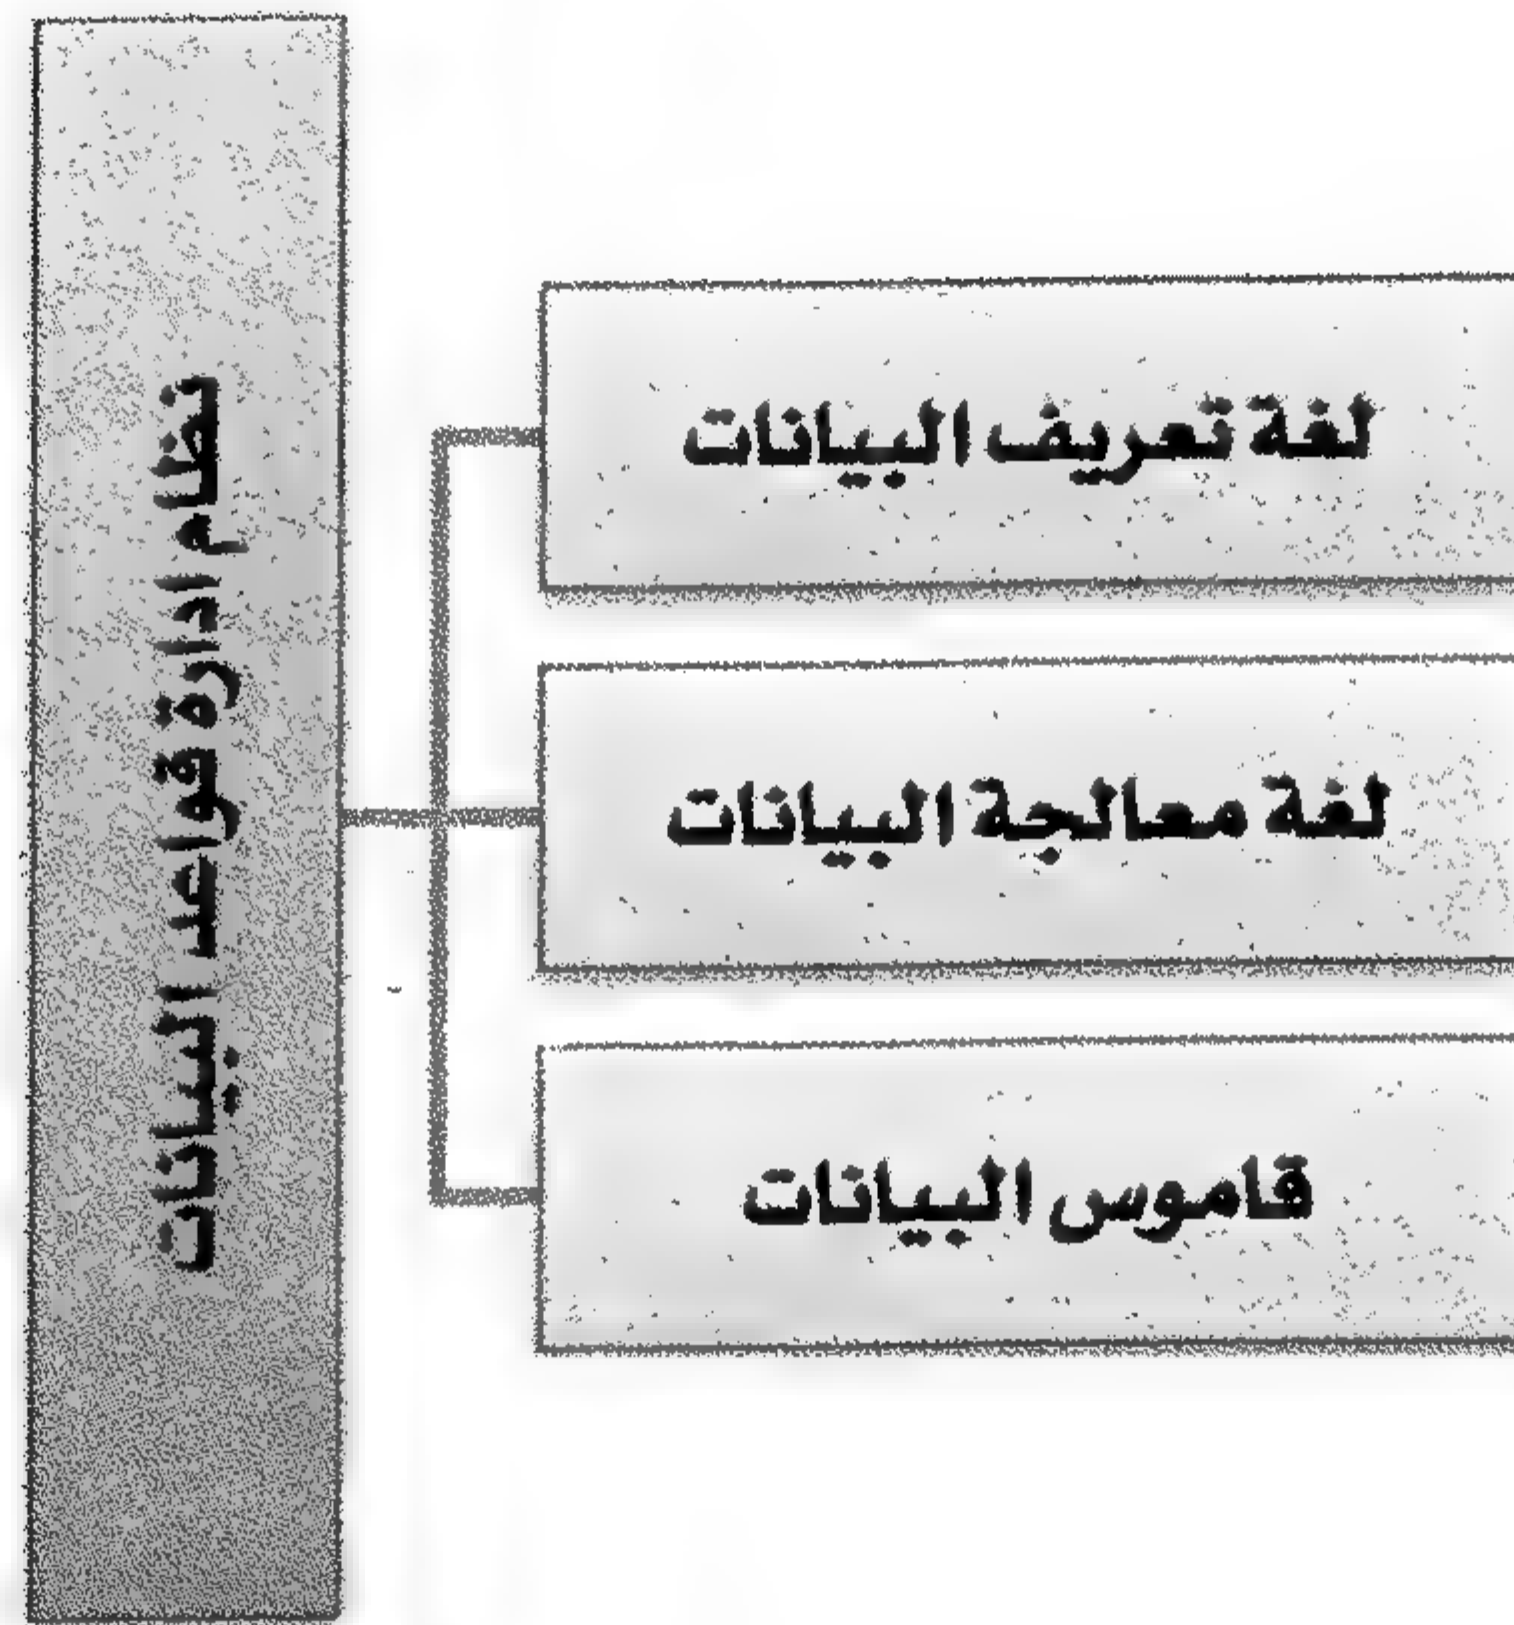 نظام ادارة قواعد البيانات
لغة تعريف البيانات
لغة معالجة البيانات
قاموس البيانات